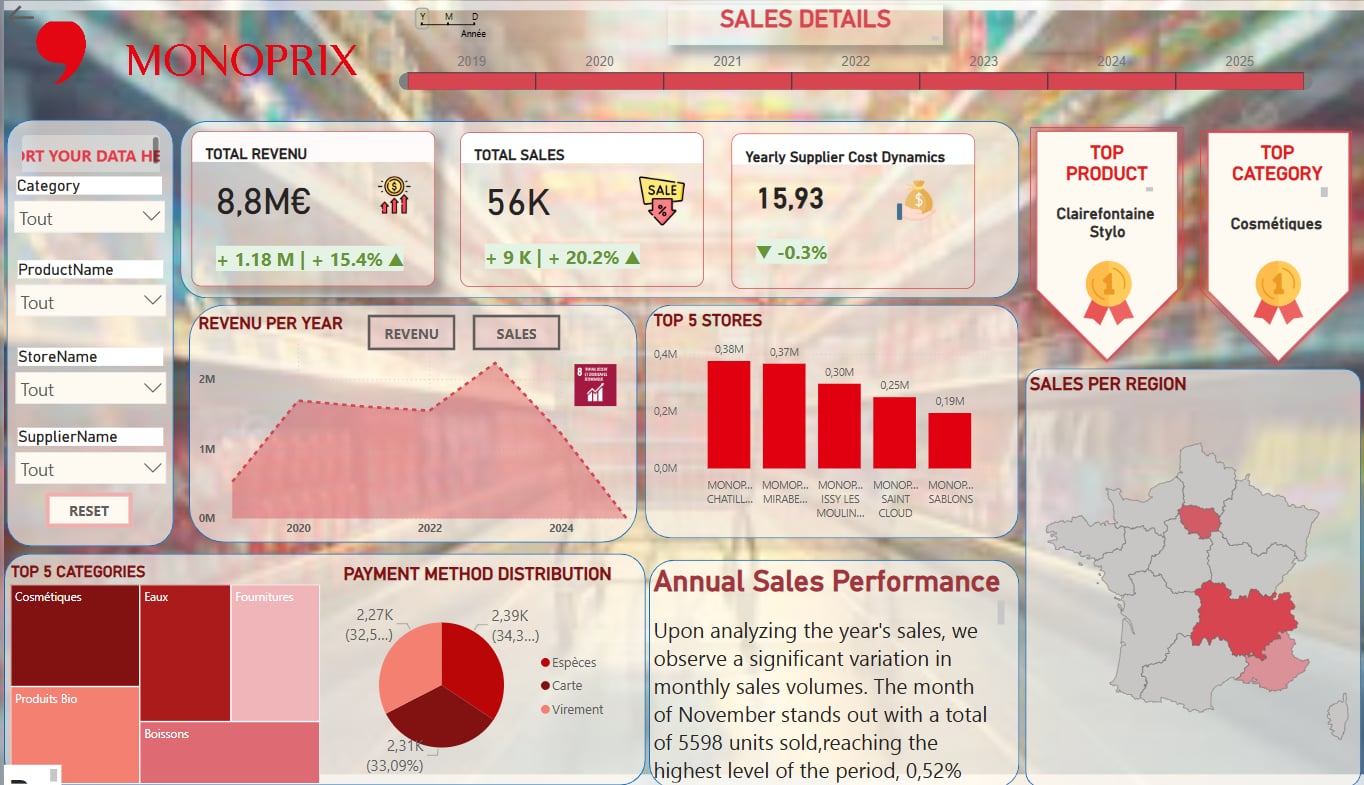 Y M D
Année
SALES DETAILS
MONOPRIX
2019 2020 2021 2022 2023 2024 2025
ORT YOUR DATA HE
Category
Tout
ProductName
Tout
StoreName
Tout
SupplierName
Tout
RESET
TOTAL REVENU
8,8M€
+ 1.18 M | + 15.4% ▲
TOTAL SALES
56K
SALE
%
+ 9 K | + 20.2% ▲
Yearly Supplier Cost Dynamics
15,93
$
▼ -0.3%
TOP
PRODUCT
Clairefontaine
Stylo
1
TOP
CATEGORY
Cosmétiques
1
REVENU PER YEAR
REVENU
SALES
8
2M
1M
0M
2020 2022 2024
TOP 5 STORES
0,4M
0,2M
0,0M
0,38M
0,37M
0,30M
0,25M
0,19M
MONOP...
CHATILL...
MOMOP...
MIRABE...
MONOP...
ISSY LES
MOULIN...
MONOP...
SAINT
CLOUD
MONOP...
SABLONS
SALES PER REGION
TOP 5 CATEGORIES
Cosmétiques
Eaux
Fournitures
Produits Bio
Boissons
PAYMENT METHOD DISTRIBUTION
2,27K
(32,5...)
2,39K
(34,3...)
2,31K
(33,09%)
Espèces
Carte
Virement
Annual Sales Performance
Upon analyzing the year's sales, we
observe a significant variation in
monthly sales volumes. The month
of November stands out with a total
of 5598 units sold,reaching the
highest level of the period, 0,52%